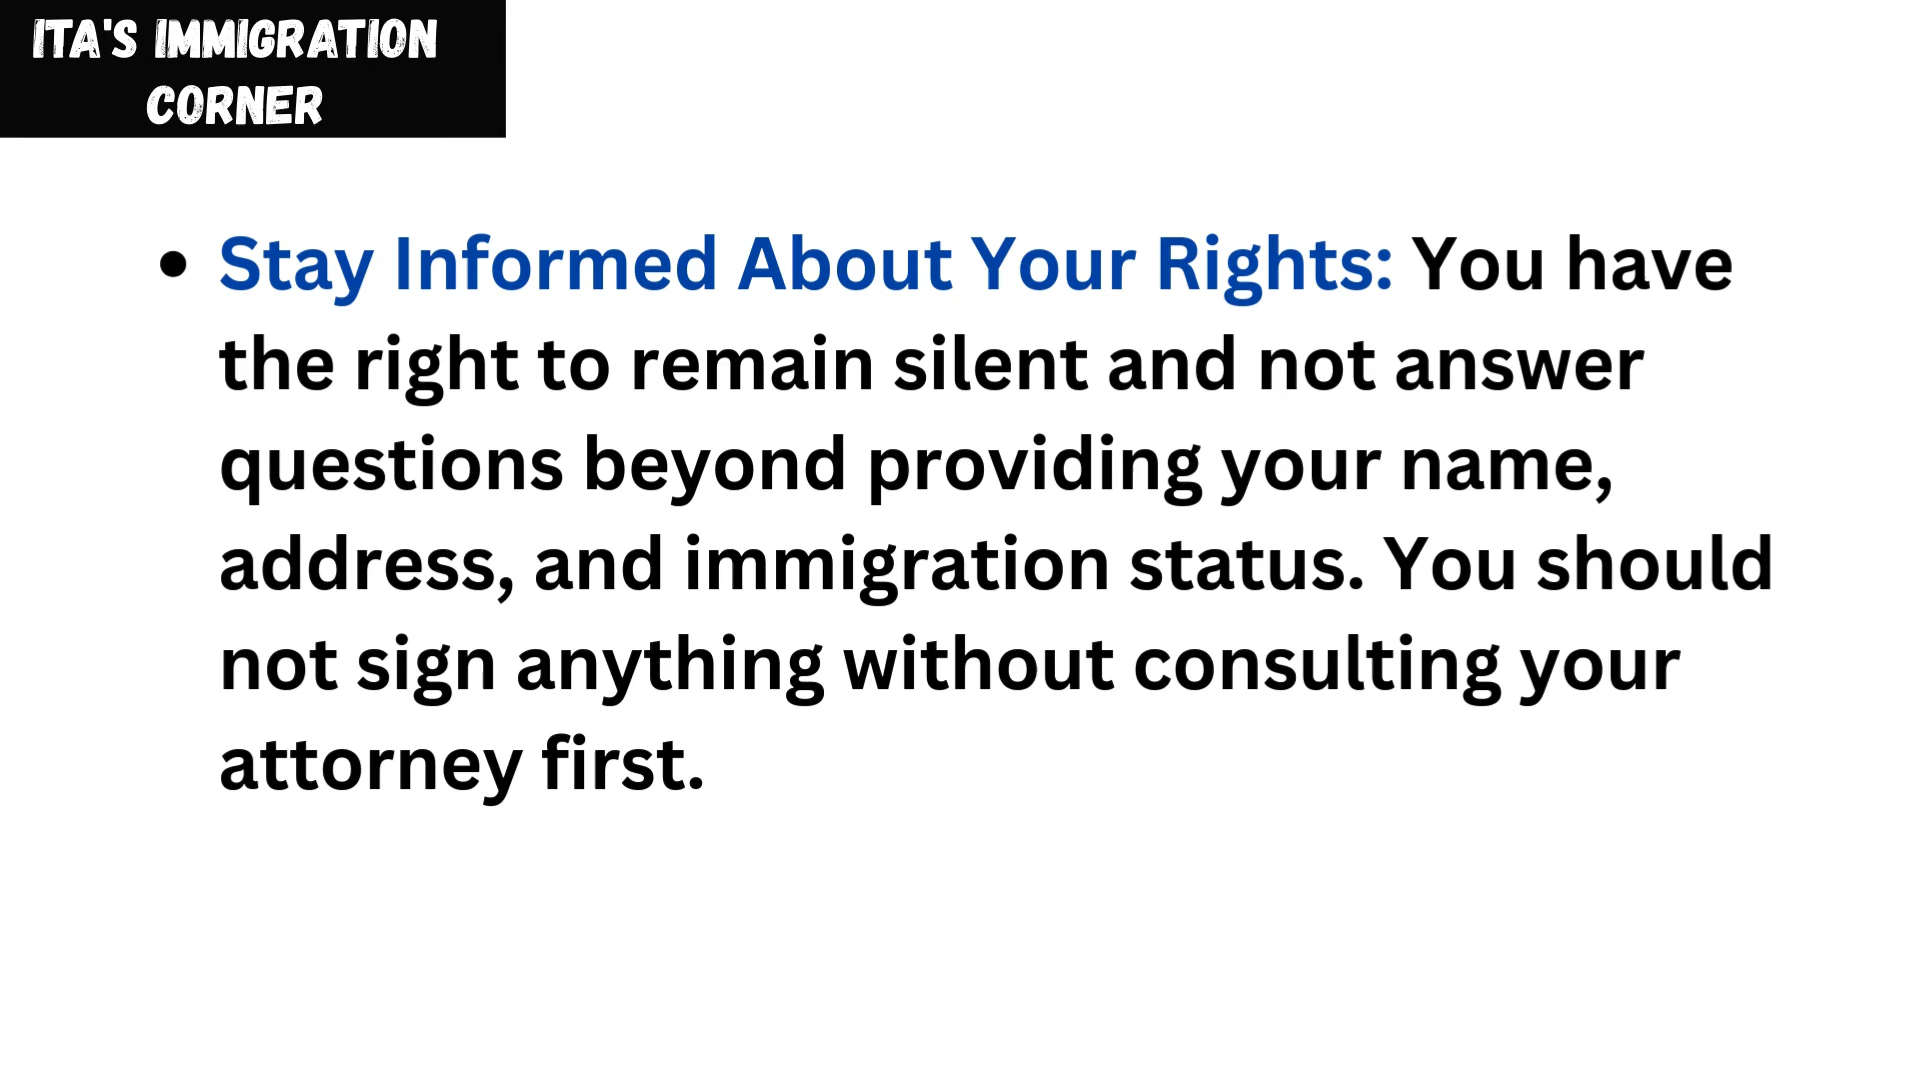 ITA'S IMMIGRATION
CORNER
• Stay Informed About Your Rights: You have
the right to remain silent and not answer
questions beyond providing your name,
address, and immigration status. You should
not sign anything without consulting your
attorney first.